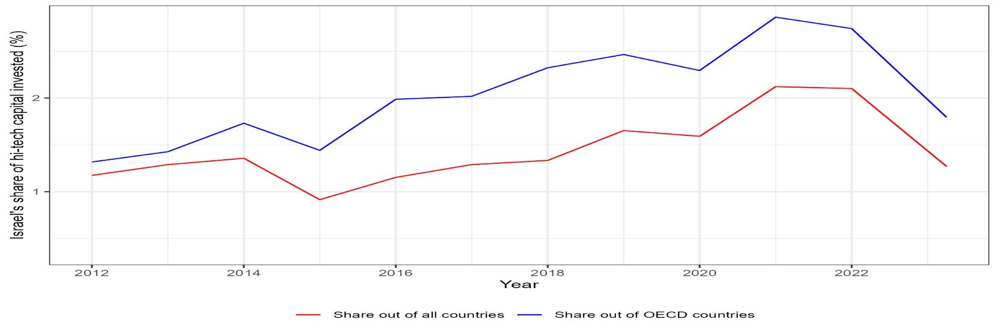 Israel's share of hi-tech capital invested (%)
2
1
2012 2014 2016 2018 2020 2022
Year
Share out of all countries Share out of OECD countries